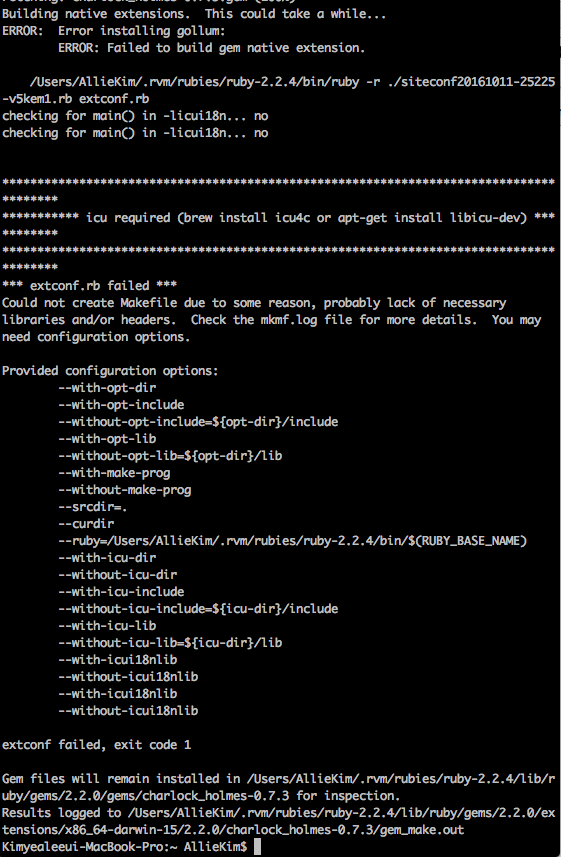 Building native extensions.  This could take a while...
ERROR:  Error installing gollum:
        ERROR: Failed to build gem native extension.

    /Users/AllieKim/.rvm/rubies/ruby-2.2.4/bin/ruby -r ./siteconf20161011-25225
-v5kem1.rb extconf.rb
checking for main() in -licui18n... no
checking for main() in -licui18n... no


*******************************************************************************
********
*********** icu required (brew install icu4c or apt-get install libicu-dev) ***
********
*******************************************************************************
********
*** extconf.rb failed ***
Could not create Makefile due to some reason, probably lack of necessary
libraries and/or headers.  Check the mkmf.log file for more details.  You may
need configuration options.

Provided configuration options:
        --with-opt-dir
        --with-opt-include
        --without-opt-include=${opt-dir}/include
        --with-opt-lib
        --without-opt-lib=${opt-dir}/lib
        --with-make-prog
        --without-make-prog
        --srcdir=.
        --curdir
        --ruby=/Users/AllieKim/.rvm/rubies/ruby-2.2.4/bin/$(RUBY_BASE_NAME)
        --with-icu-dir
        --without-icu-dir
        --with-icu-include
        --without-icu-include=${icu-dir}/include
        --with-icu-lib
        --without-icu-lib=${icu-dir}/lib
        --with-icui18nlib
        --without-icui18nlib
        --with-icui18nlib
        --without-icui18nlib

extconf failed, exit code 1

Gem files will remain installed in /Users/AllieKim/.rvm/rubies/ruby-2.2.4/lib/r
uby/gems/2.2.0/gems/charlock_holmes-0.7.3 for inspection.
Results logged to /Users/AllieKim/.rvm/rubies/ruby-2.2.4/lib/ruby/gems/2.2.0/ex
tensions/x86_64-darwin-15/2.2.0/charlock_holmes-0.7.3/gem_make.out
Kimyealeeui-MacBook-Pro:~ AllieKim$